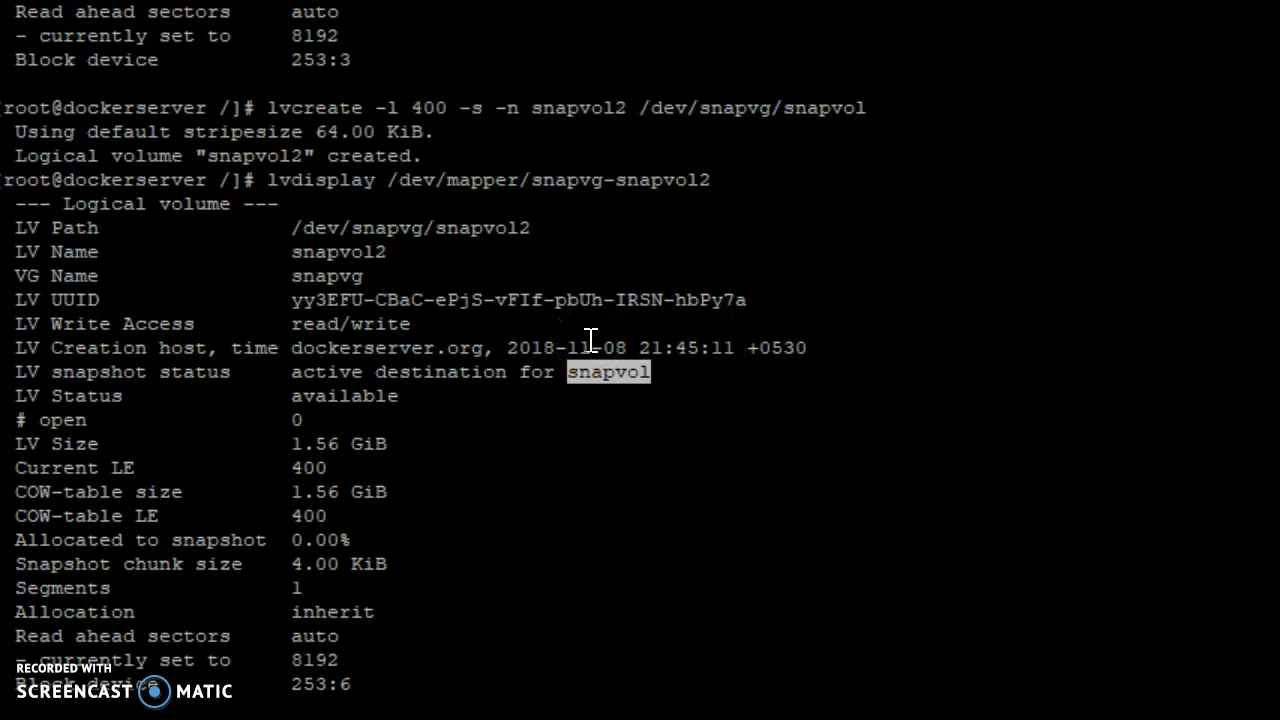 Read ahead sectors auto
- currently set to 8192
Block device 253:3
[root@dockerserver /]# lvcreate -l 400 -s -n snapvol2 /dev/snapvg/snapvol
Using default stripesize 64.00 KiB.
Logical volume "snapvol2" created.
[root@dockerserver /]# lvdisplay /dev/mapper/snapvg-snapvol2
--- Logical volume ---
LV Path /dev/snapvg/snapvol2
LV Name snapvol2
VG Name snapvg
LV UUID yy3EFU-CBaC-ePjS-vFIf-pbUh-IRSN-hbPy7a
LV Write Access read/write
LV Creation host, time dockerserver.org, 2018-11-08 21:45:11 +0530
LV snapshot status active destination for snapvol
LV Status available
# open 0
LV Size 1.56 GiB
Current LE 400
COW-table size 1.56 GiB
COW-table LE 400
Allocated to snapshot 0.00%
Snapshot chunk size 4.00 KiB
Segments 1
Allocation inherit
Read ahead sectors auto
- currently set to 8192
RECORDED WITH
Block device 253:6
SCREENCAST MATIC